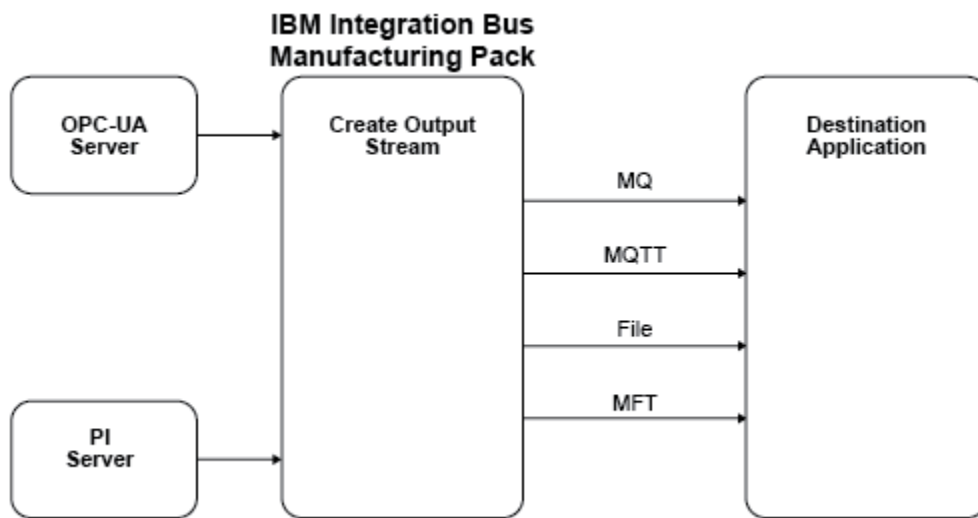 IBM Integration Bus
Manufacturing Pack
OPC-UA
Server
Create Output
Stream
Destination
Application
MQ
MQTT
File
MFT
PI
Server